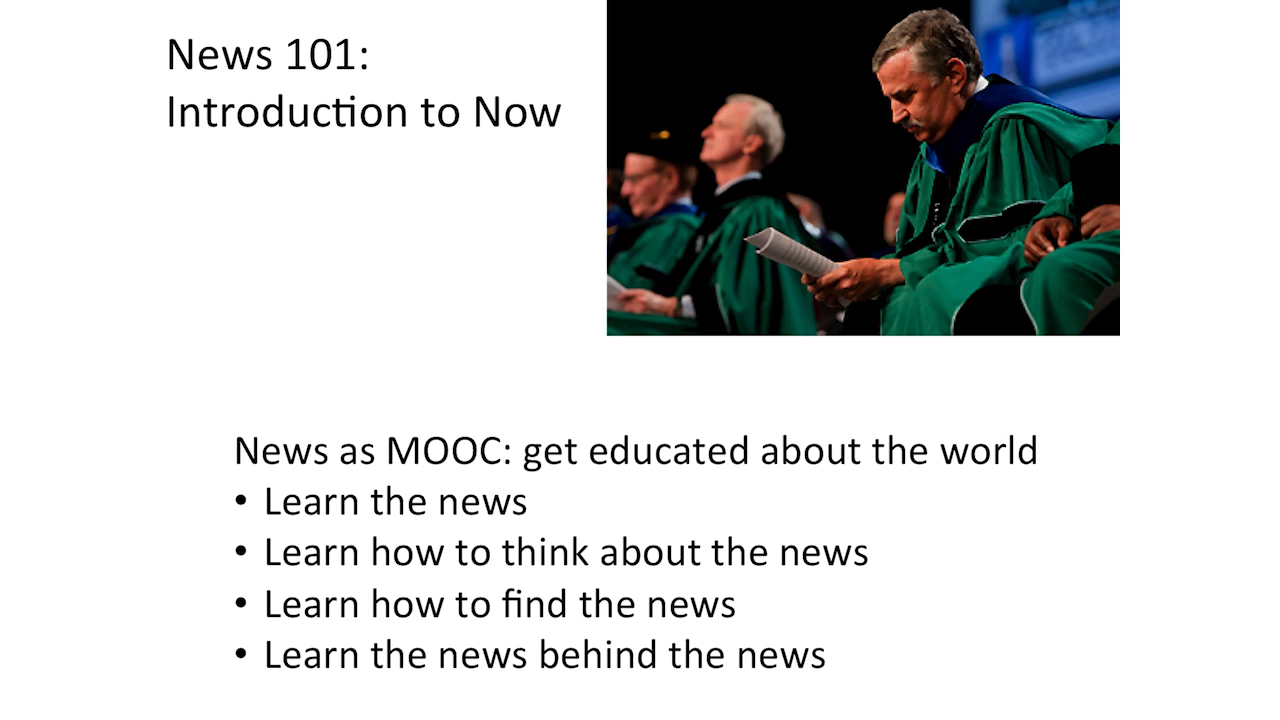 News 101:
Introduction to Now
News as MOOC: get educated about the world
• Learn the news
• Learn how to think about the news
• Learn how to find the news
• Learn the news behind the news